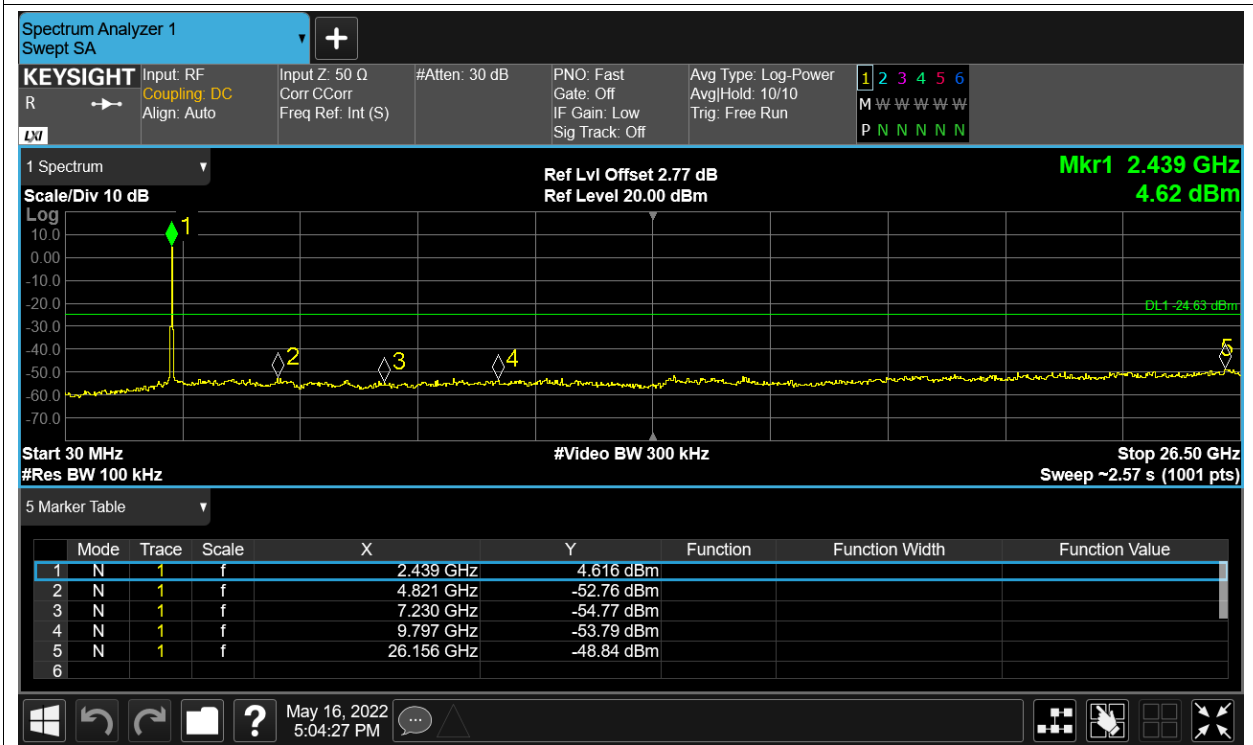 Spectrum Analyzer 1
Swept SA
+
KEYSIGHT
R
LXI
Input: RF
Coupling: DC
Align: Auto
Input Z: 50 Ω
Corr CCorr
Freq Ref: Int (S)
#Atten: 30 dB
PNO: Fast
Gate: Off
IF Gain: Low
Sig Track: Off
Avg Type: Log-Power
Avg|Hold: 10/10
Trig: Free Run
1 2 3 4 5 6
M W W W W W
P N N N N N
1 Spectrum
Scale/Div 10 dB
Ref Lvl Offset 2.77 dB
Ref Level 20.00 dBm
Mkr1 2.439 GHz
4.62 dBm
Log
10.0
0.00
-10.0
-20.0
-30.0
-40.0
-50.0
-60.0
-70.0
1
2
3
4
5
DL1 -24.63 dBm
Start 30 MHz
#Res BW 100 kHz
#Video BW 300 kHz
Stop 26.50 GHz
Sweep ~2.57 s (1001 pts)
5 Marker Table
Mode Trace Scale X Y Function Function Width Function Value
1 N 1 f 2.439 GHz 4.616 dBm
2 N 1 f 4.821 GHz -52.76 dBm
3 N 1 f 7.230 GHz -54.77 dBm
4 N 1 f 9.797 GHz -53.79 dBm
5 N 1 f 26.156 GHz -48.84 dBm
6
?
May 16, 2022
5:04:27 PM